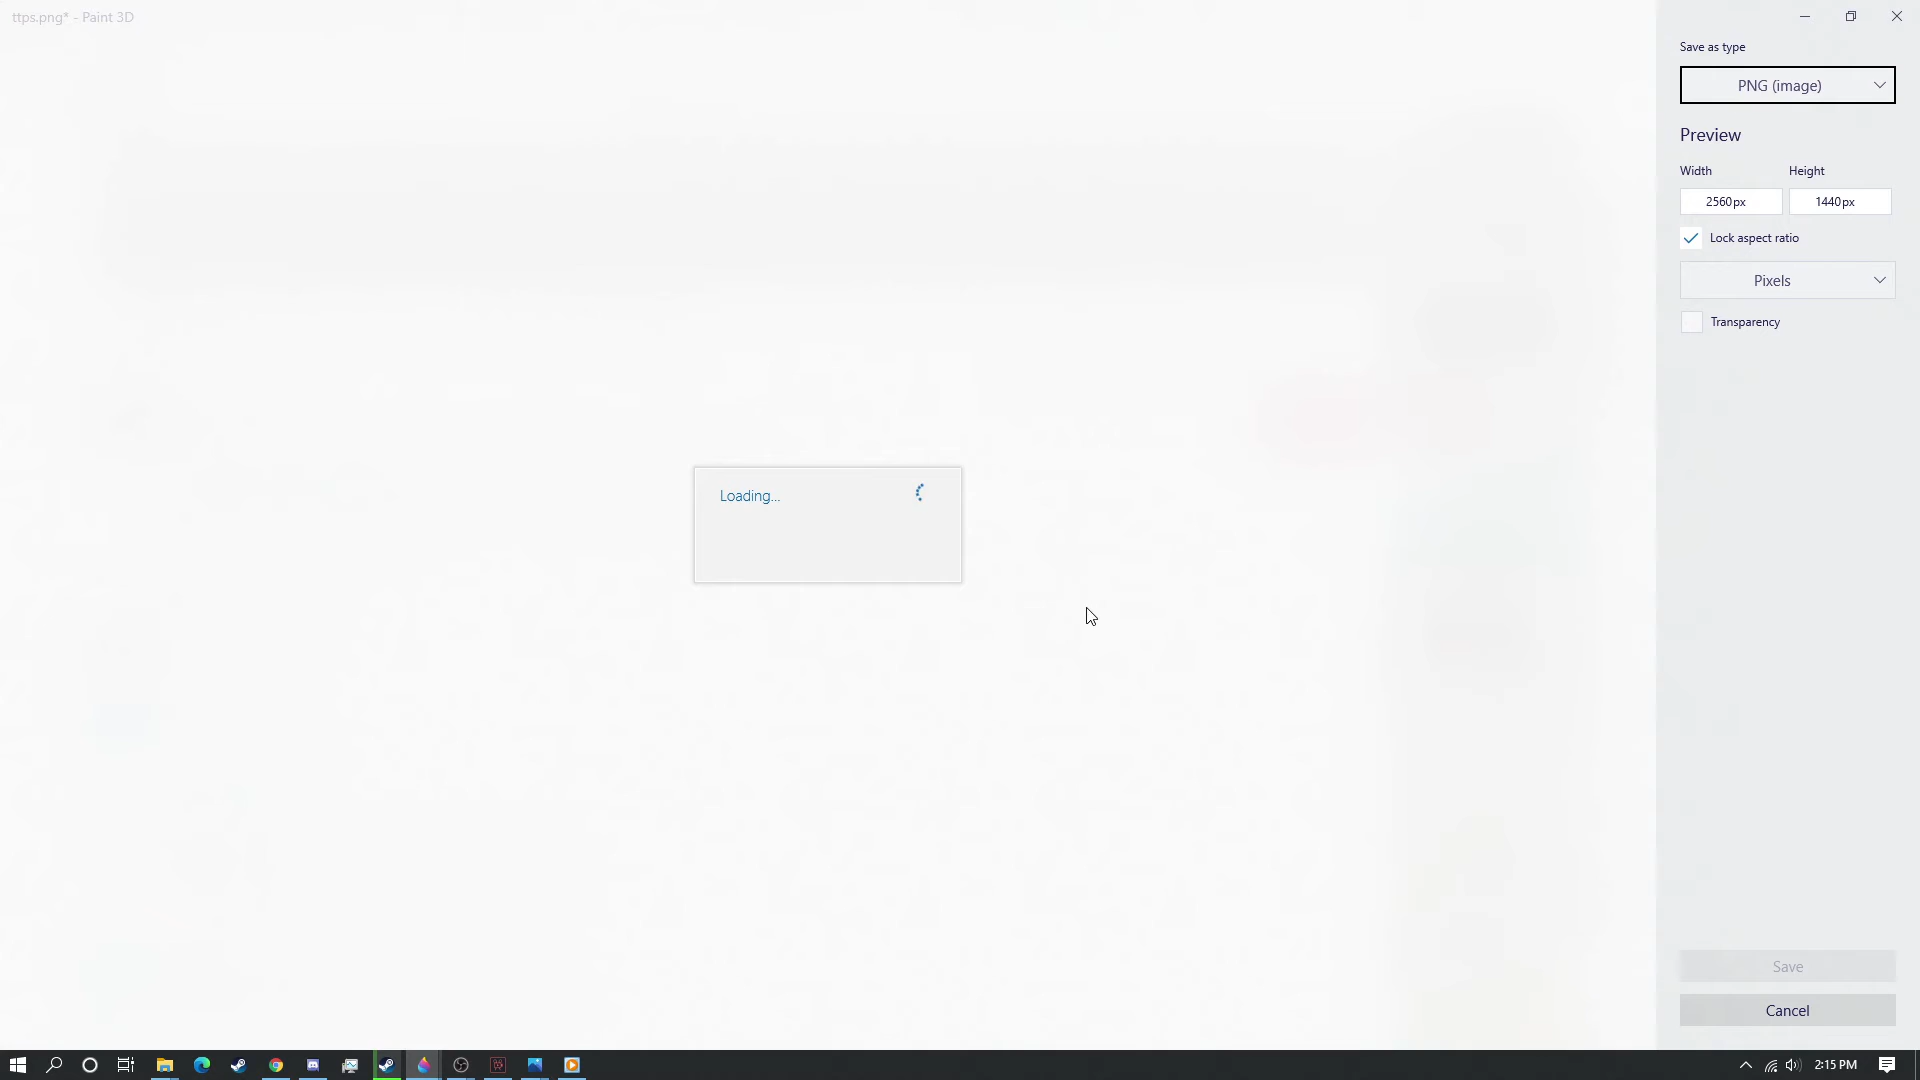 ttps.png* - Paint 3D
Save as type
PNG (image)
Preview
Width Height
2560px 1440px
Lock aspect ratio
Pixels
Transparency
Loading...
Save
Cancel
2:15 PM